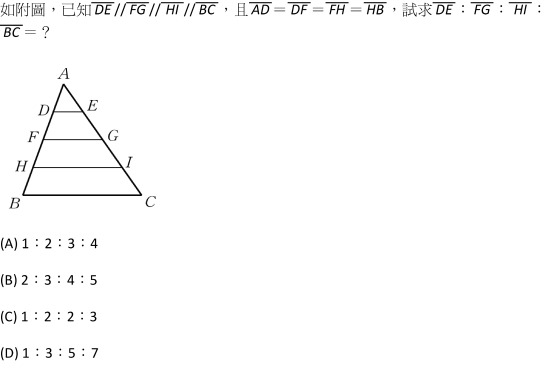 如附圖，已知DE//FG//HI//BC，且AD＝DF＝FH＝HB，試求DE：FG：HI：
BC＝？
A
D E
F G
H I
B C
(A) 1：2：3：4
(B) 2：3：4：5
(C) 1：2：2：3
(D) 1：3：5：7